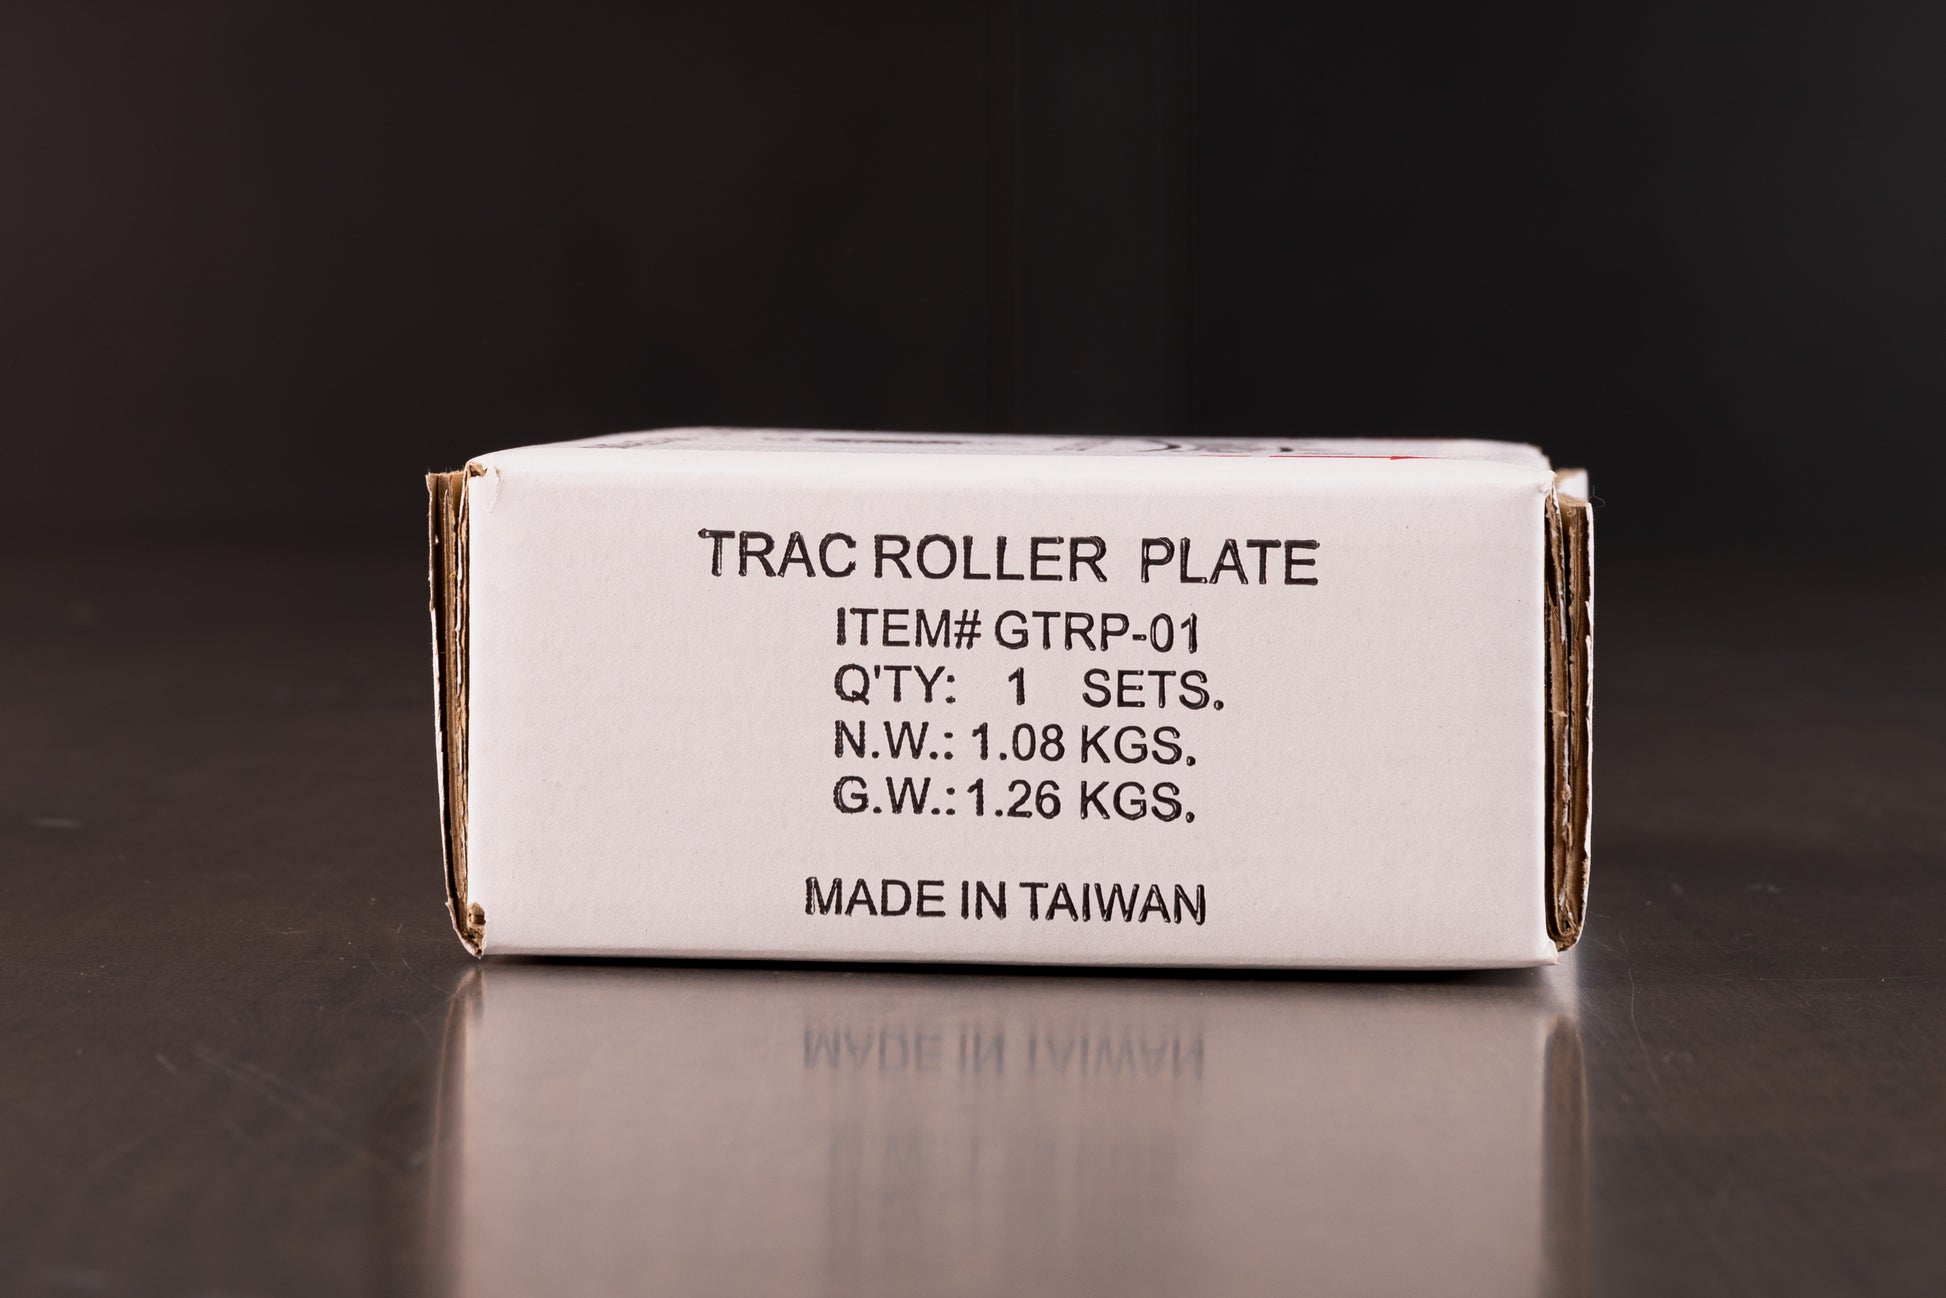 TRAC ROLLER PLATE
ITEM# GTRP-01
Q'TY: 1 SETS.
N.W.: 1.08 KGS.
G.W.: 1.26 KGS.
MADE IN TAIWAN